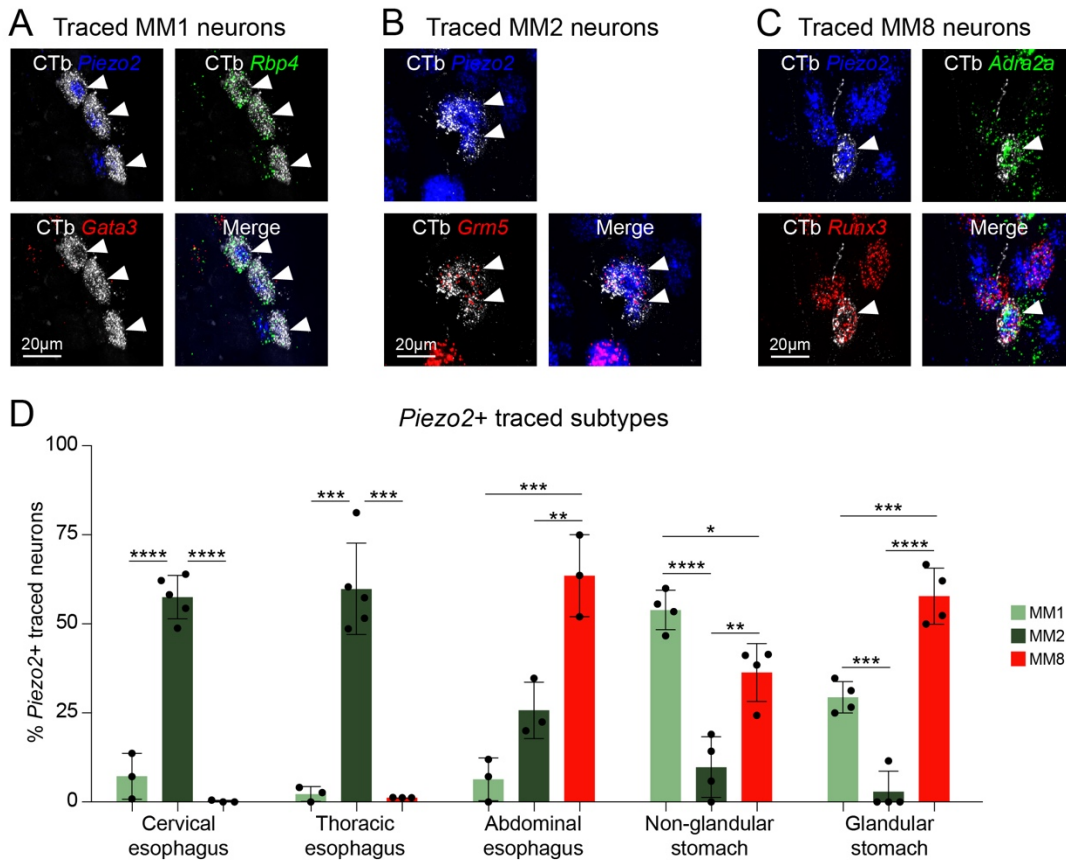 A Traced MM1 neurons
CTb Piezo2
CTb Rbp4
CTb Gata3
Merge
20µm
B Traced MM2 neurons
CTb Piezo2
CTb Grm5
Merge
20µm
C Traced MM8 neurons
CTb Piezo2
CTb Adra2a
CTb Runx3
Merge
20µm
D Piezo2+ traced subtypes
% Piezo2+ traced neurons
100
75
50
25
0
**** ****
*** ***
***
**
*
****
**
***
****
***
Cervical
esophagus
Thoracic
esophagus
Abdominal
esophagus
Non-glandular
stomach
Glandular
stomach
MM1
MM2
MM8